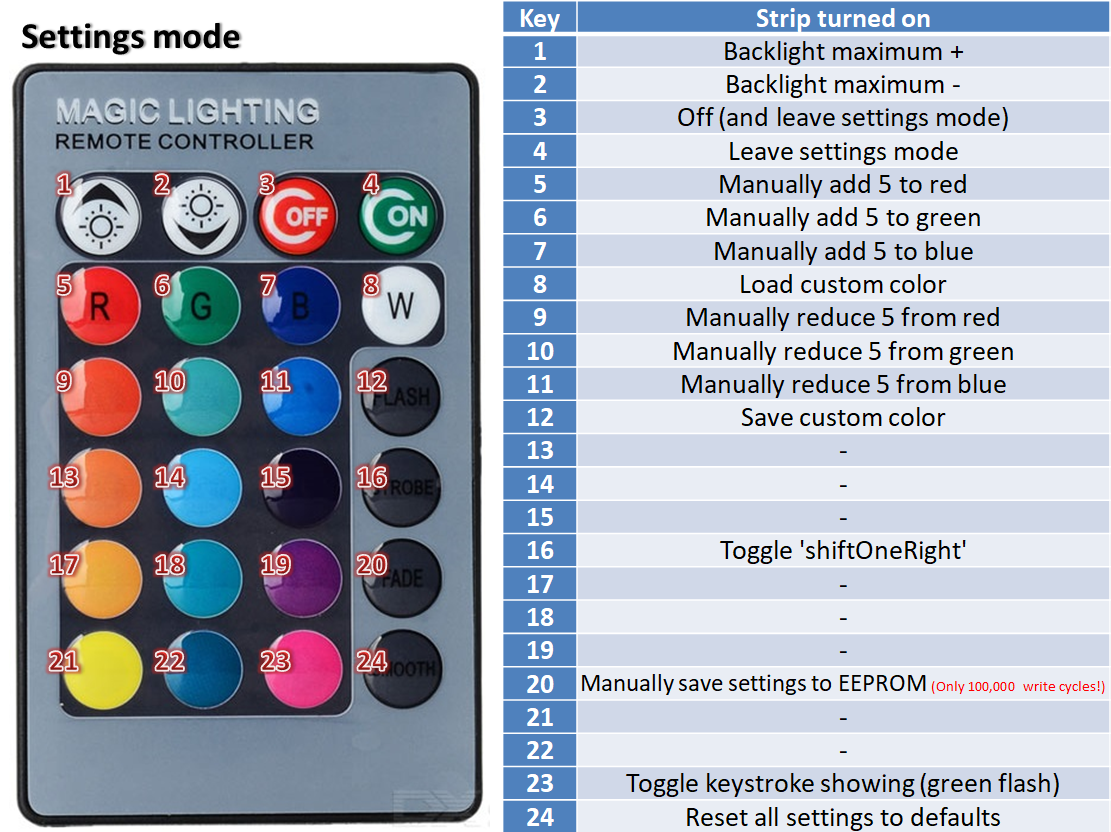 Settings mode
MAGIC LIGHTING
REMOTE CONTROLLER
1 2 3 4
OFF ON
5 6 7 8
R G B W
9 10 11 12
FLASH
13 14 15 16
STROBE
17 18 19 20
FADE
21 22 23 24
SMOOTH
Key Strip turned on
1 Backlight maximum +
2 Backlight maximum -
3 Off (and leave settings mode)
4 Leave settings mode
5 Manually add 5 to red
6 Manually add 5 to green
7 Manually add 5 to blue
8 Load custom color
9 Manually reduce 5 from red
10 Manually reduce 5 from green
11 Manually reduce 5 from blue
12 Save custom color
13 -
14 -
15 -
16 Toggle 'shiftOneRight'
17 -
18 -
19 -
20 Manually save settings to EEPROM (Only 100,000 write cycles!)
21 -
22 -
23 Toggle keystroke showing (green flash)
24 Reset all settings to defaults